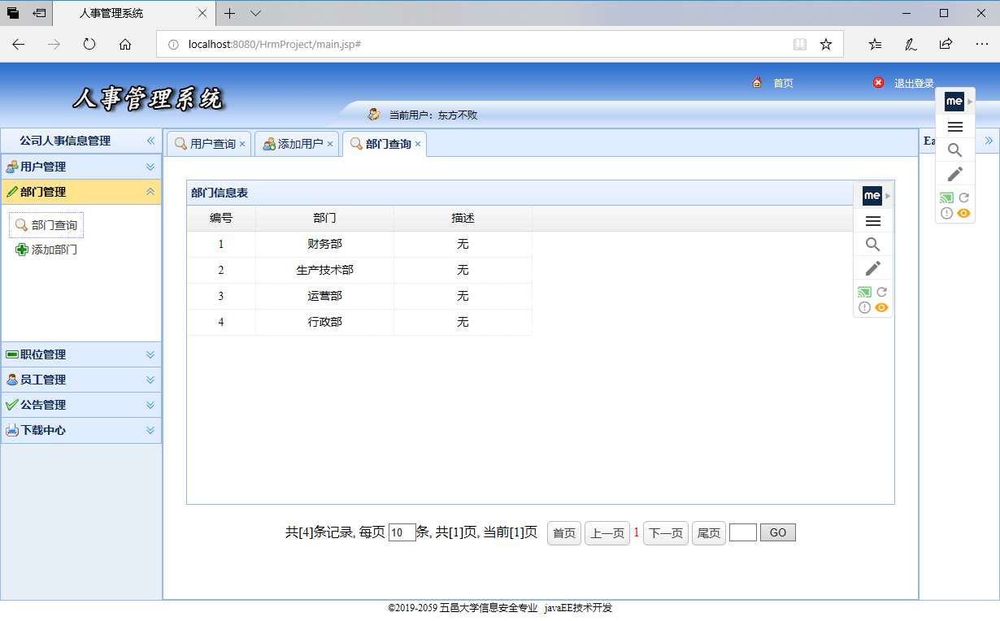 人事管理系统
localhost:8080/HrmProject/main.jsp#
人事管理系统
首页
退出登录
当前用户：东方不败
me
公司人事信息管理
用户管理
部门管理
部门查询
添加部门
职位管理
员工管理
公告管理
下载中心
用户查询 ×
添加用户 ×
部门查询 ×
Ea
部门信息表
me
编号 部门 描述
1 财务部 无
2 生产技术部 无
3 运营部 无
4 行政部 无
共[4]条记录, 每页 10 条, 共[1]页, 当前[1]页 首页 上一页 1 下一页 尾页 GO
©2019-2059 五邑大学信息安全专业 javaEE技术开发